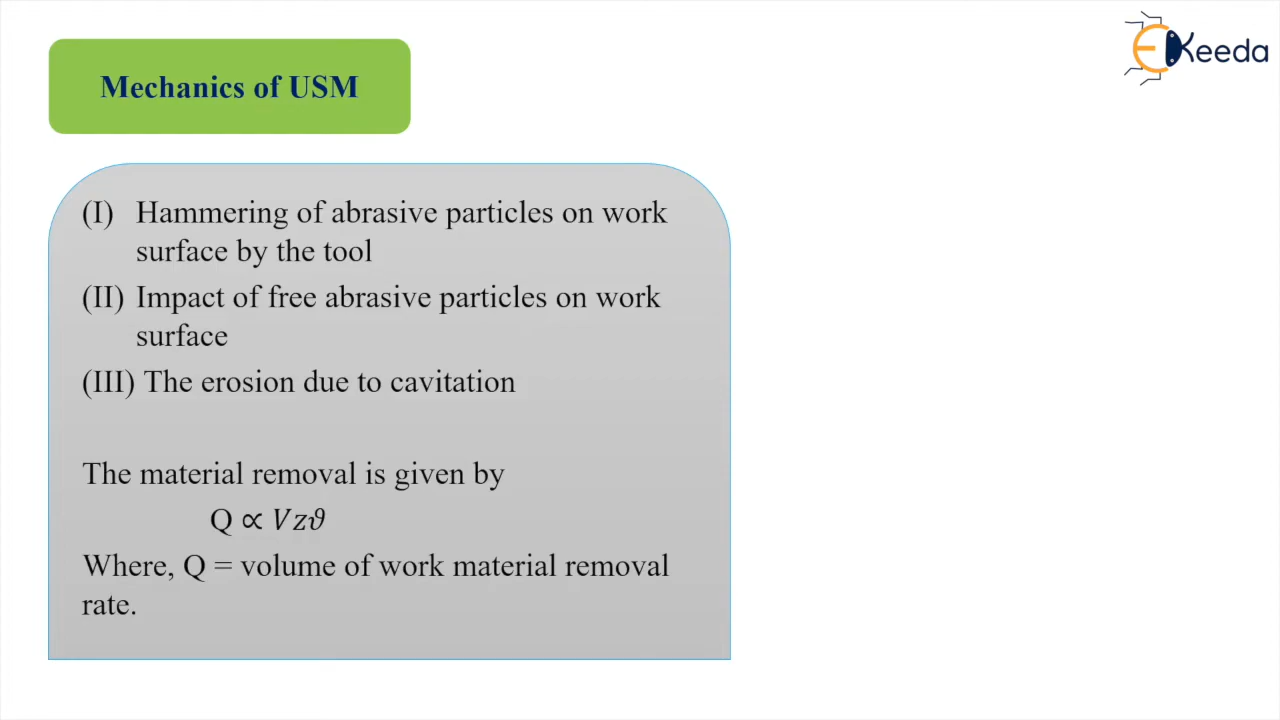 Mechanics of USM
EKeeda
(I) Hammering of abrasive particles on work
surface by the tool
(II) Impact of free abrasive particles on work
surface
(III) The erosion due to cavitation
The material removal is given by
Q ∝ 𝑉𝑧𝜗
Where, Q = volume of work material removal
rate.